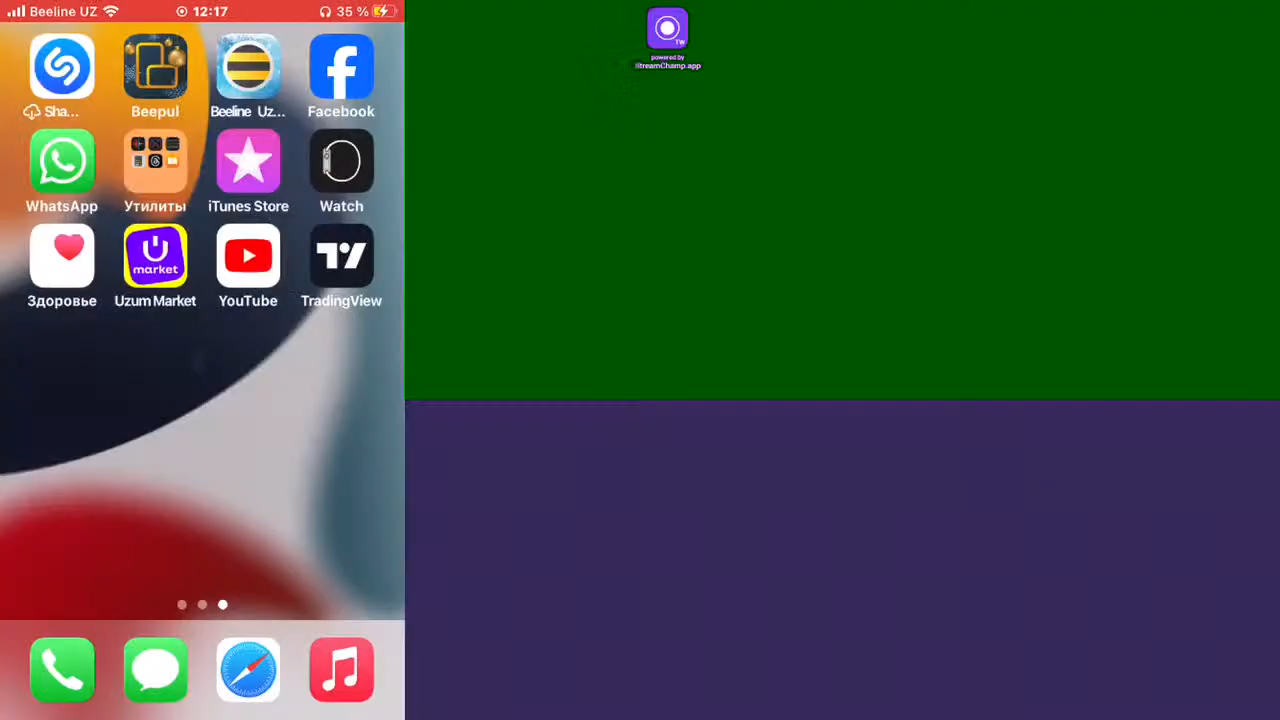 Beeline UZ 12:17 35 %
Sha... Beepul Beeline Uz... Facebook
WhatsApp Утилиты iTunes Store Watch
market
Здоровье Uzum Market YouTube TradingView
TW
powered by
StreamChamp.app